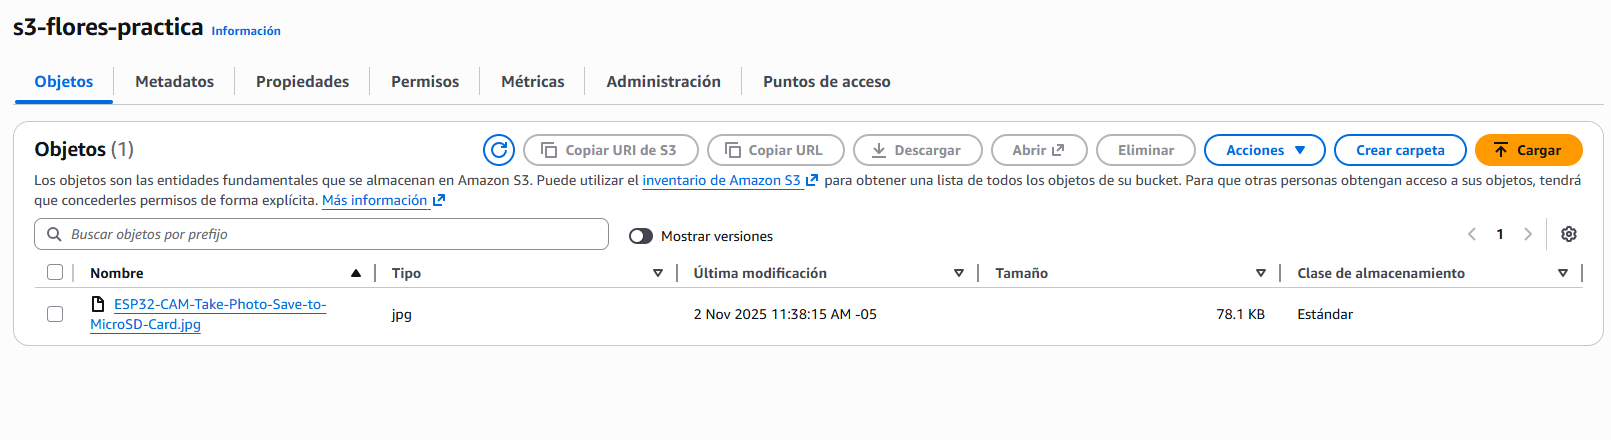 s3-flores-practica Información
Objetos Metadatos Propiedades Permisos Métricas Administración Puntos de acceso
Objetos (1) Copiar URI de S3 Copiar URL Descargar Abrir Eliminar Acciones Crear carpeta Cargar
Los objetos son las entidades fundamentales que se almacenan en Amazon S3. Puede utilizar el inventario de Amazon S3 para obtener una lista de todos los objetos de su bucket. Para que otras personas obtengan acceso a sus objetos, tendrá
que concederles permisos de forma explícita. Más información
Buscar objetos por prefijo Mostrar versiones 1
Nombre Tipo Última modificación Tamaño Clase de almacenamiento
ESP32-CAM-Take-Photo-Save-to-
MicroSD-Card.jpg jpg 2 Nov 2025 11:38:15 AM -05 78.1 KB Estándar